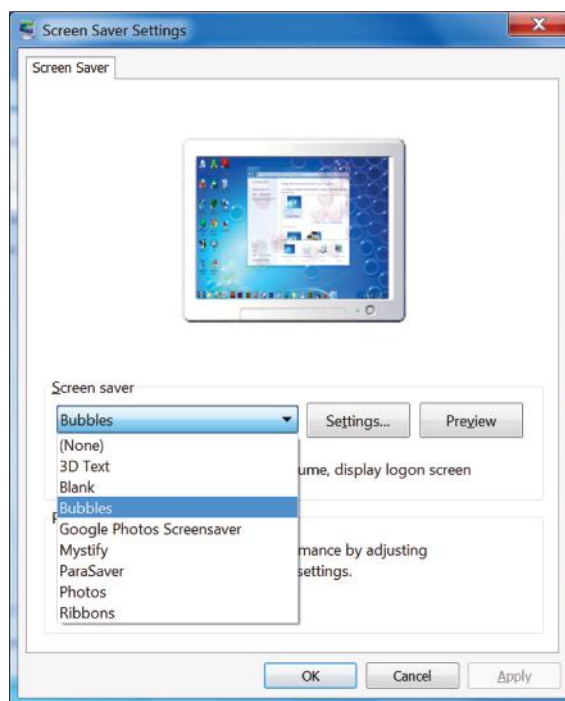 Screen Saver Settings
Screen Saver
Screen saver
Bubbles
Settings...
Preview
(None)
3D Text
ume, display logon screen
Blank
Bubbles
P
Google Photos Screensaver
Mystify
mance by adjusting
ParaSaver
settings.
Photos
Ribbons
OK
Cancel
Apply